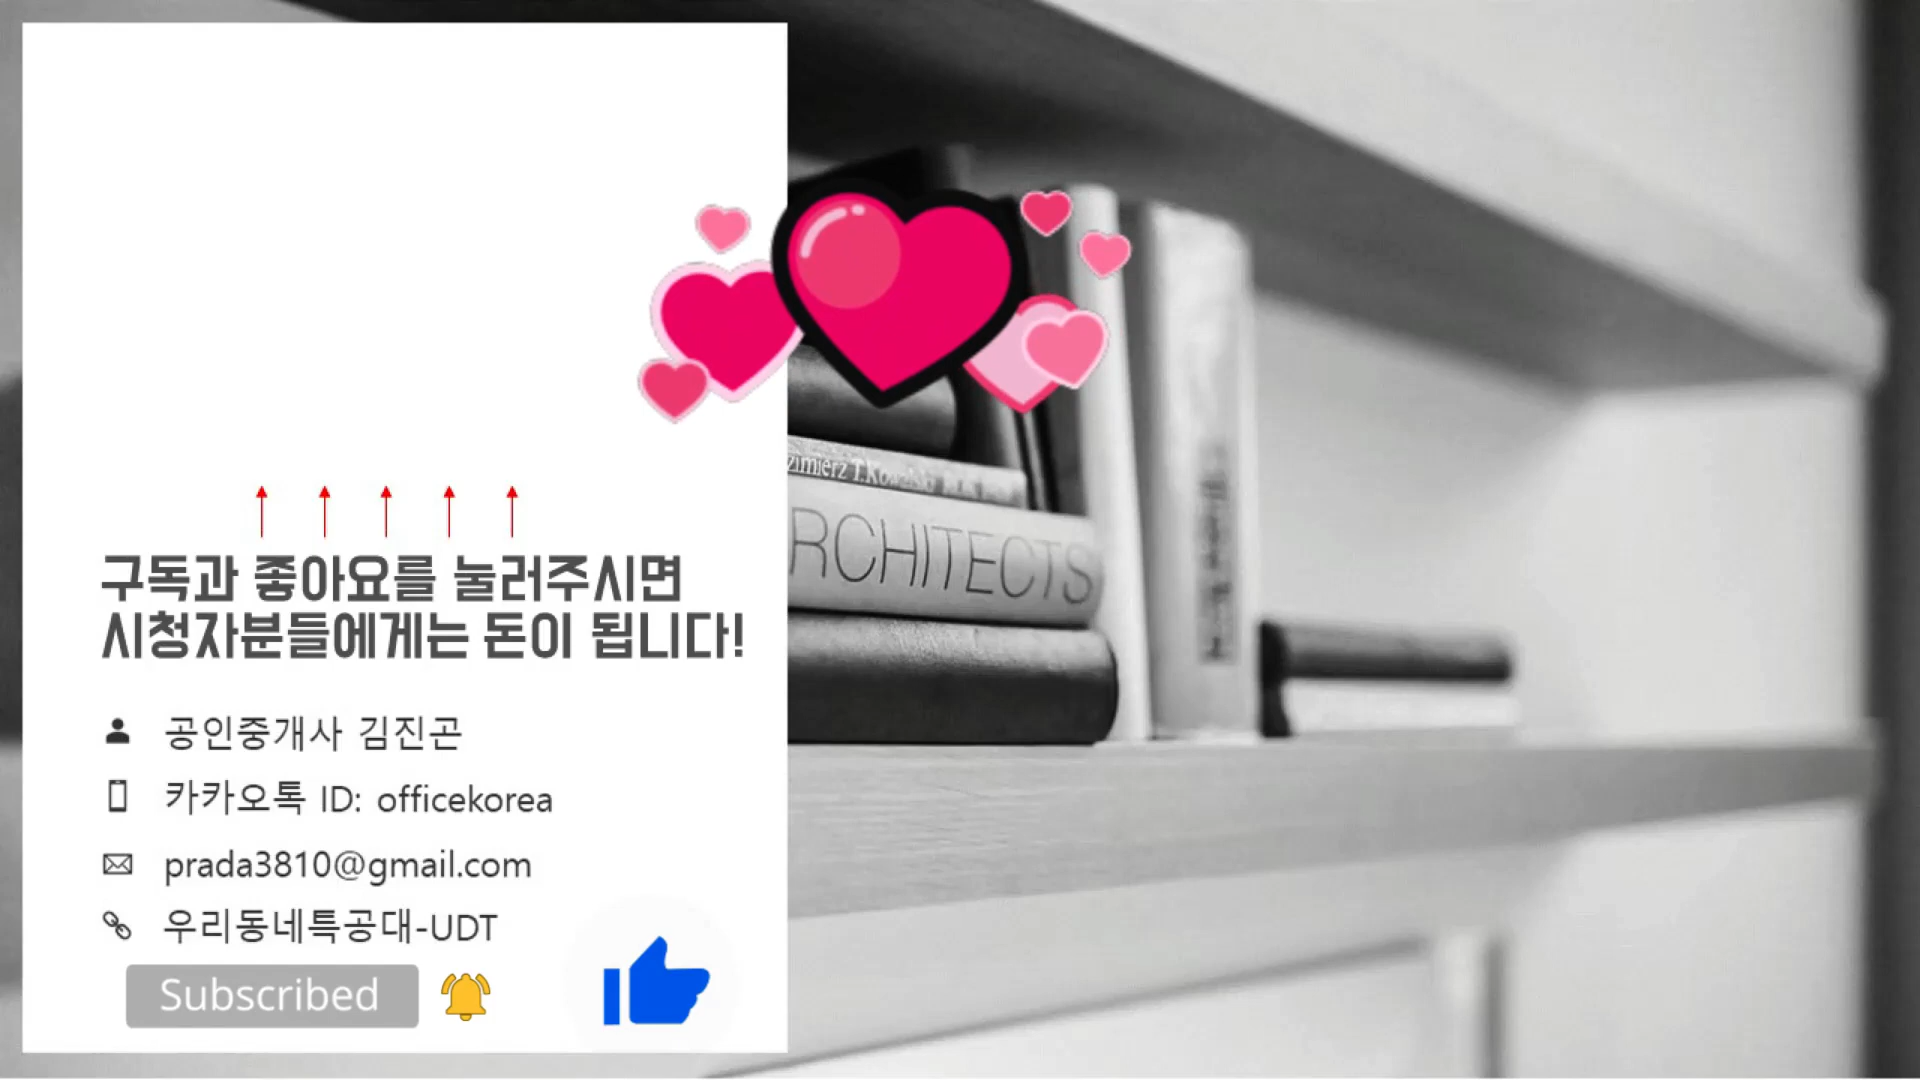 구독과 좋아요를 눌러주시면
시청자분들에게는 돈이 됩니다!
공인중개사 김진곤
카카오톡 ID: officekorea
prada3810@gmail.com
우리동네특공대-UDT
Subscribed
zimierz T.Kowalski
RCHITECTS